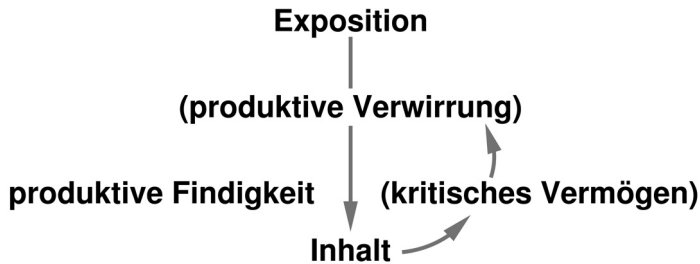 Exposition
(produktive Verwirrung)
produktive Findigkeit (kritisches Vermögen)
Inhalt